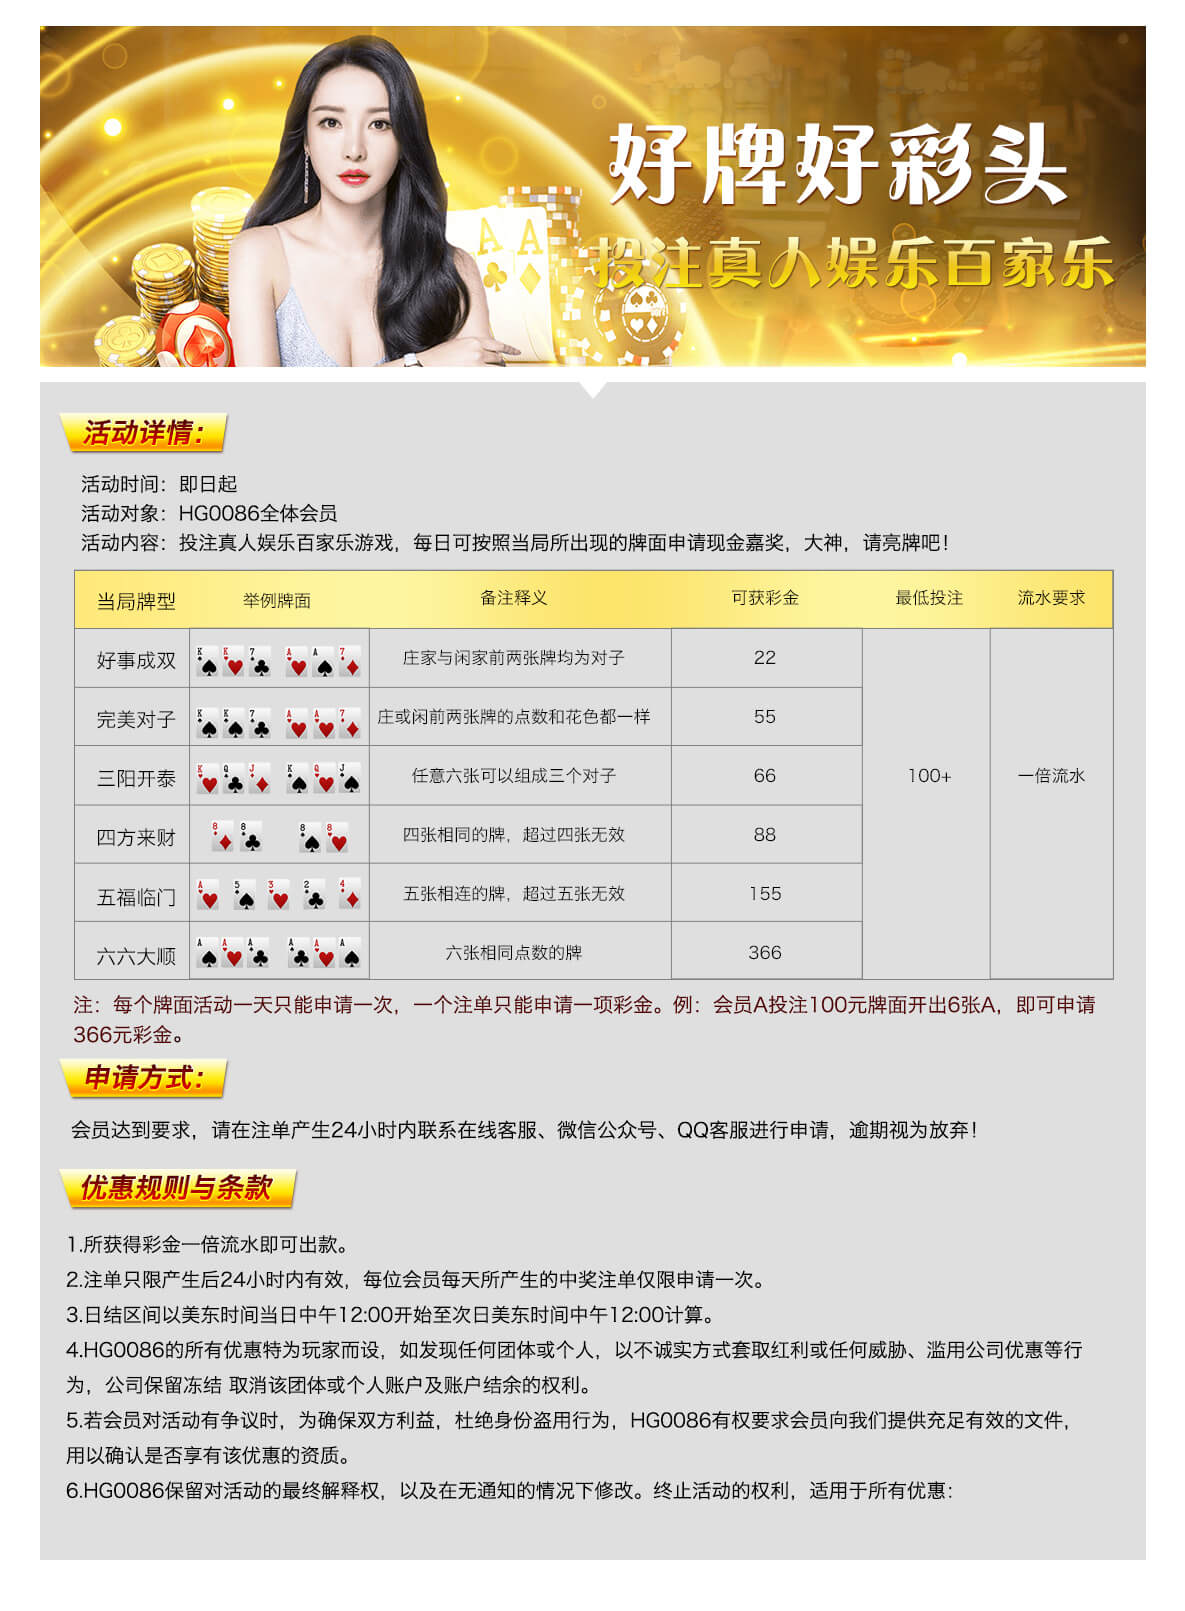 好牌好彩头
投注真人娱乐百家乐
活动详情：
活动时间：即日起
活动对象：HG0086全体会员
活动内容：投注真人娱乐百家乐游戏，每日可按照当局所出现的牌面申请现金嘉奖，大神，请亮牌吧！
当局牌型 举例牌面 备注释义 可获彩金 最低投注 流水要求
好事成双 K K 7 A A 7 庄家与闲家前两张牌均为对子 22
完美对子 K K 7 A A 7 庄或闲前两张牌的点数和花色都一样 55
三阳开泰 K Q J K Q J 任意六张可以组成三个对子 66 100+ 一倍流水
四方来财 8 8 8 8 四张相同的牌，超过四张无效 88
五福临门 A 5 3 2 4 五张相连的牌，超过五张无效 155
六六大顺 A A A A A A 六张相同点数的牌 366
注：每个牌面活动一天只能申请一次，一个注单只能申请一项彩金。例：会员A投注100元牌面开出6张A，即可申请
366元彩金。
申请方式：
会员达到要求，请在注单产生24小时内联系在线客服、微信公众号、QQ客服进行申请，逾期视为放弃！
优惠规则与条款
1.所获得彩金一倍流水即可出款。
2.注单只限产生后24小时内有效，每位会员每天所产生的中奖注单仅限申请一次。
3.日结区间以美东时间当日中午12:00开始至次日美东时间中午12:00计算。
4.HG0086的所有优惠特为玩家而设，如发现任何团体或个人，以不诚实方式套取红利或任何威胁、滥用公司优惠等行
为，公司保留冻结 取消该团体或个人账户及账户结余的权利。
5.若会员对活动有争议时，为确保双方利益，杜绝身份盗用行为，HG0086有权要求会员向我们提供充足有效的文件，
用以确认是否享有该优惠的资质。
6.HG0086保留对活动的最终解释权，以及在无通知的情况下修改。终止活动的权利，适用于所有优惠：